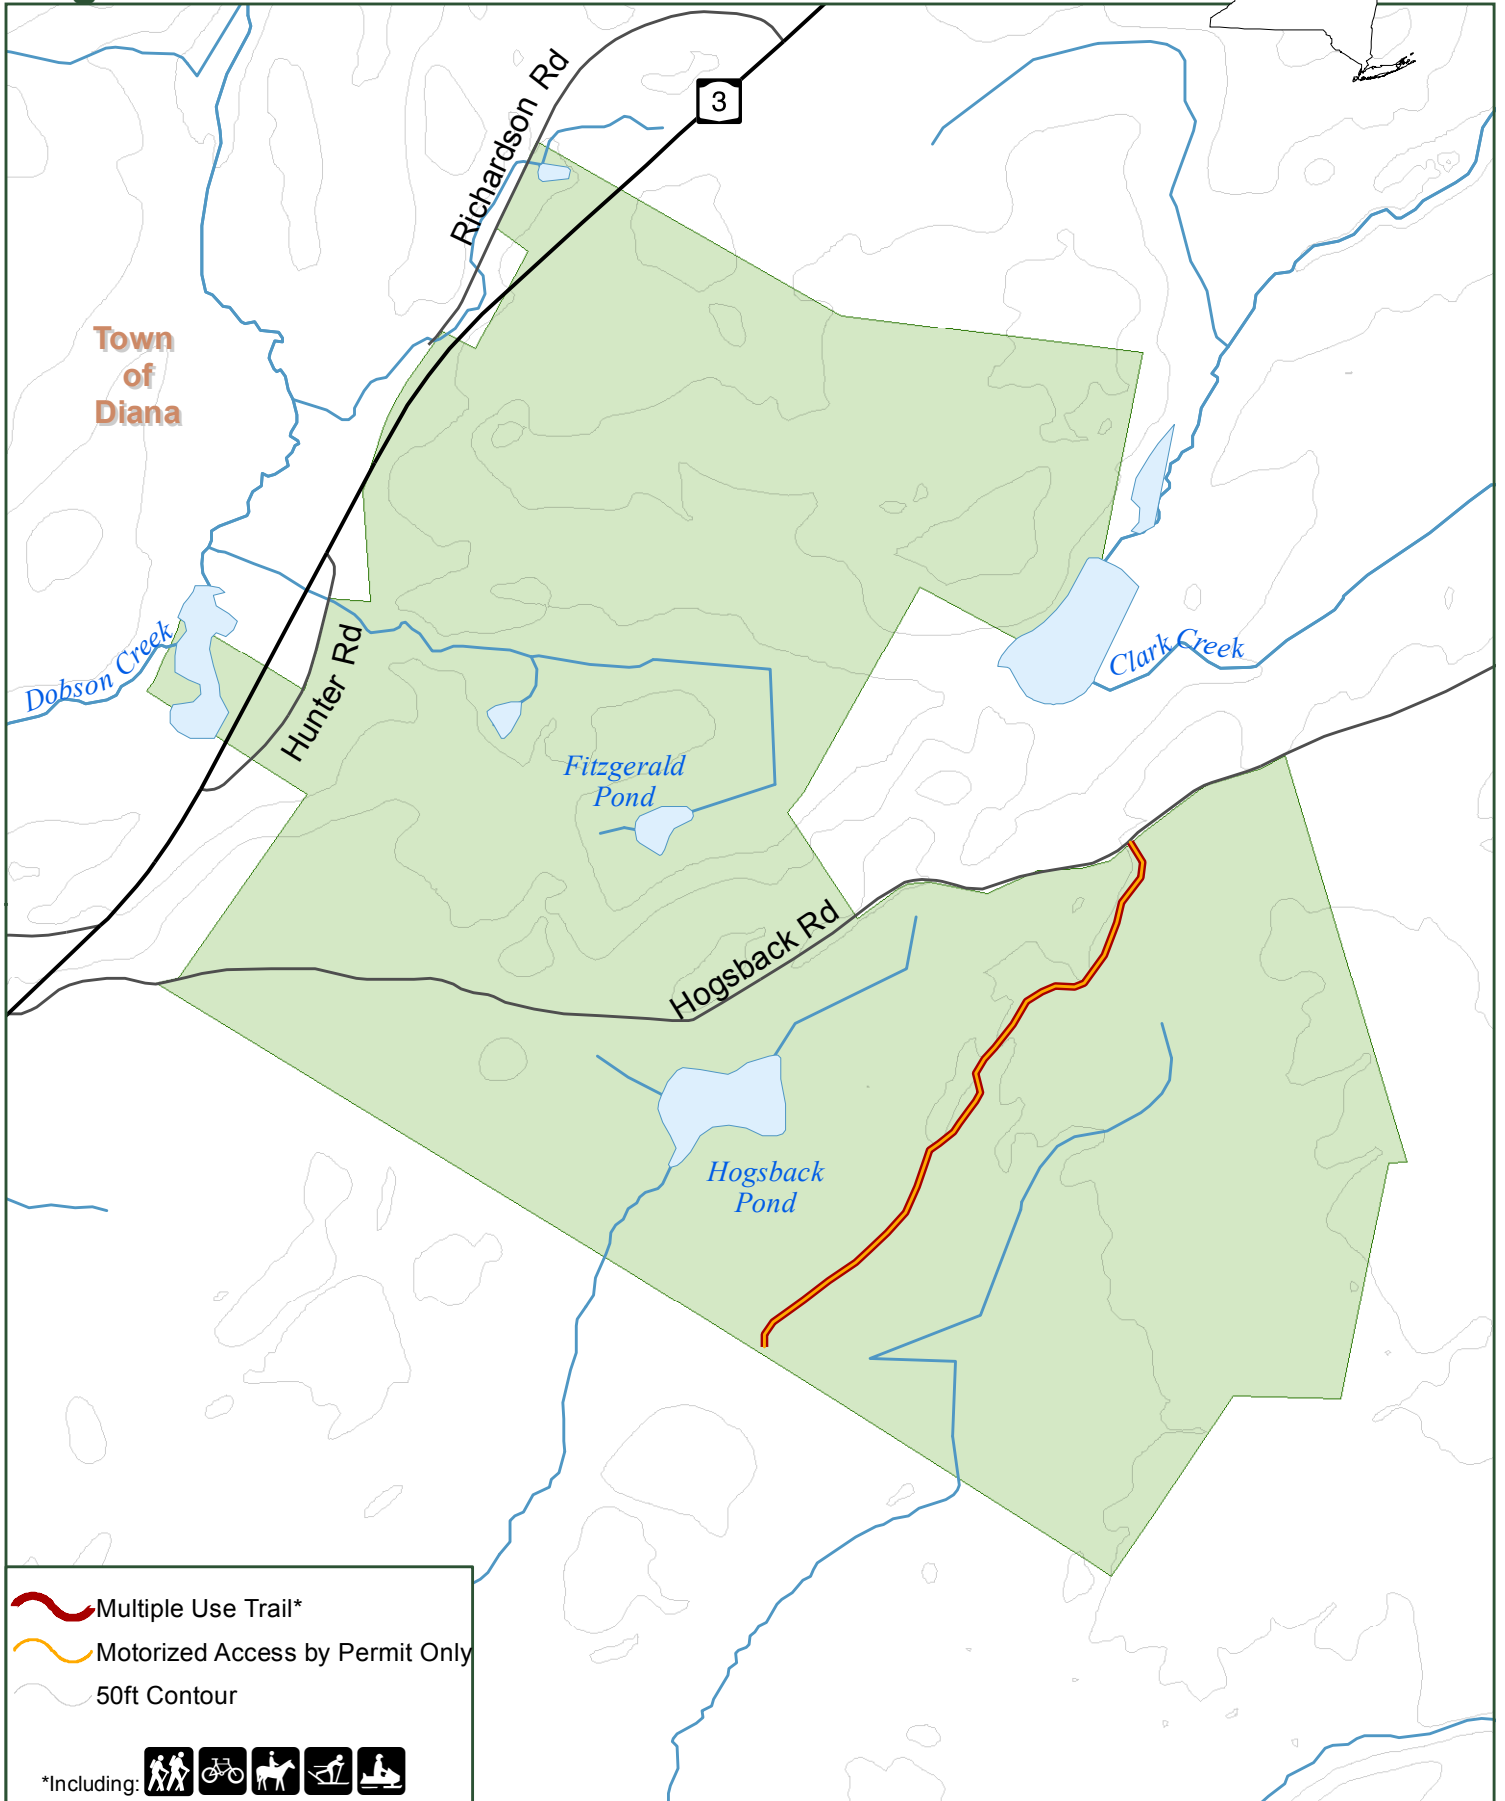 Richardson Rd
3
Town
of
Diana
Dobson Creek
Hunter Rd
Clark Creek
Fitzgerald
Pond
Hogsback Rd
Hogsback
Pond
Multiple Use Trail*
Motorized Access by Permit Only
50ft Contour
*Including: